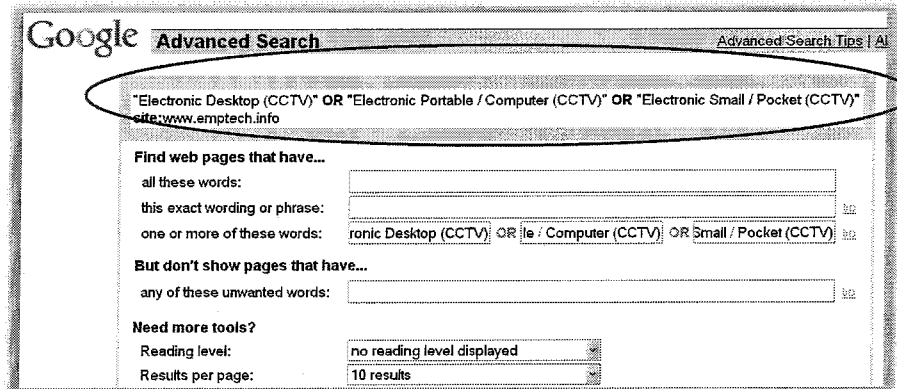 Google Advanced Search
Advanced Search Tips | Al
"Electronic Desktop (CCTV)" OR "Electronic Portable / Computer (CCTV)" OR "Electronic Small / Pocket (CCTV)"
site:www.emptech.info
Find web pages that have...
all these words:
this exact wording or phrase:
one or more of these words: ronic Desktop (CCTV) OR le / Computer (CCTV) OR Small / Pocket (CCTV)
But don't show pages that have...
any of these unwanted words:
Need more tools?
Reading level: no reading level displayed
Results per page: 10 results